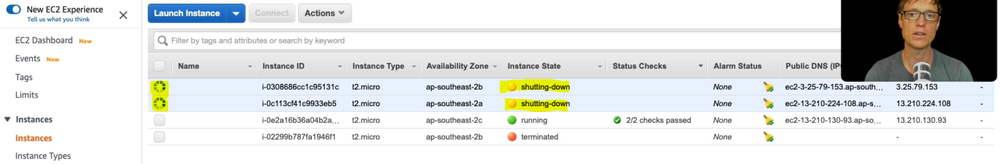 New EC2 Experience
Tell us what you think
EC2 Dashboard New
Events New
Tags
Limits
Instances
Instances
Instance Types
Launch Instance Connect Actions
Filter by tags and attributes or search by keyword
Name Instance ID Instance Type Availability Zone Instance State Status Checks Alarm Status Public DNS (IP
i-0308686cc1c95131c t2.micro ap-southeast-2b shutting-down None ec2-3-25-79-153.ap-south... 3.25.79.153 -
i-0c113cf41c9933eb5 t2.micro ap-southeast-2a shutting-down None ec2-13-210-224-108.ap-s... 13.210.224.108 -
i-0e2a16b36a04b2a... t2.micro ap-southeast-2c running 2/2 checks passed None ec2-13-210-130-93.ap-so... 13.210.130.93 -
i-02299b787fa1946f1 t2.micro ap-southeast-2b terminated None - -